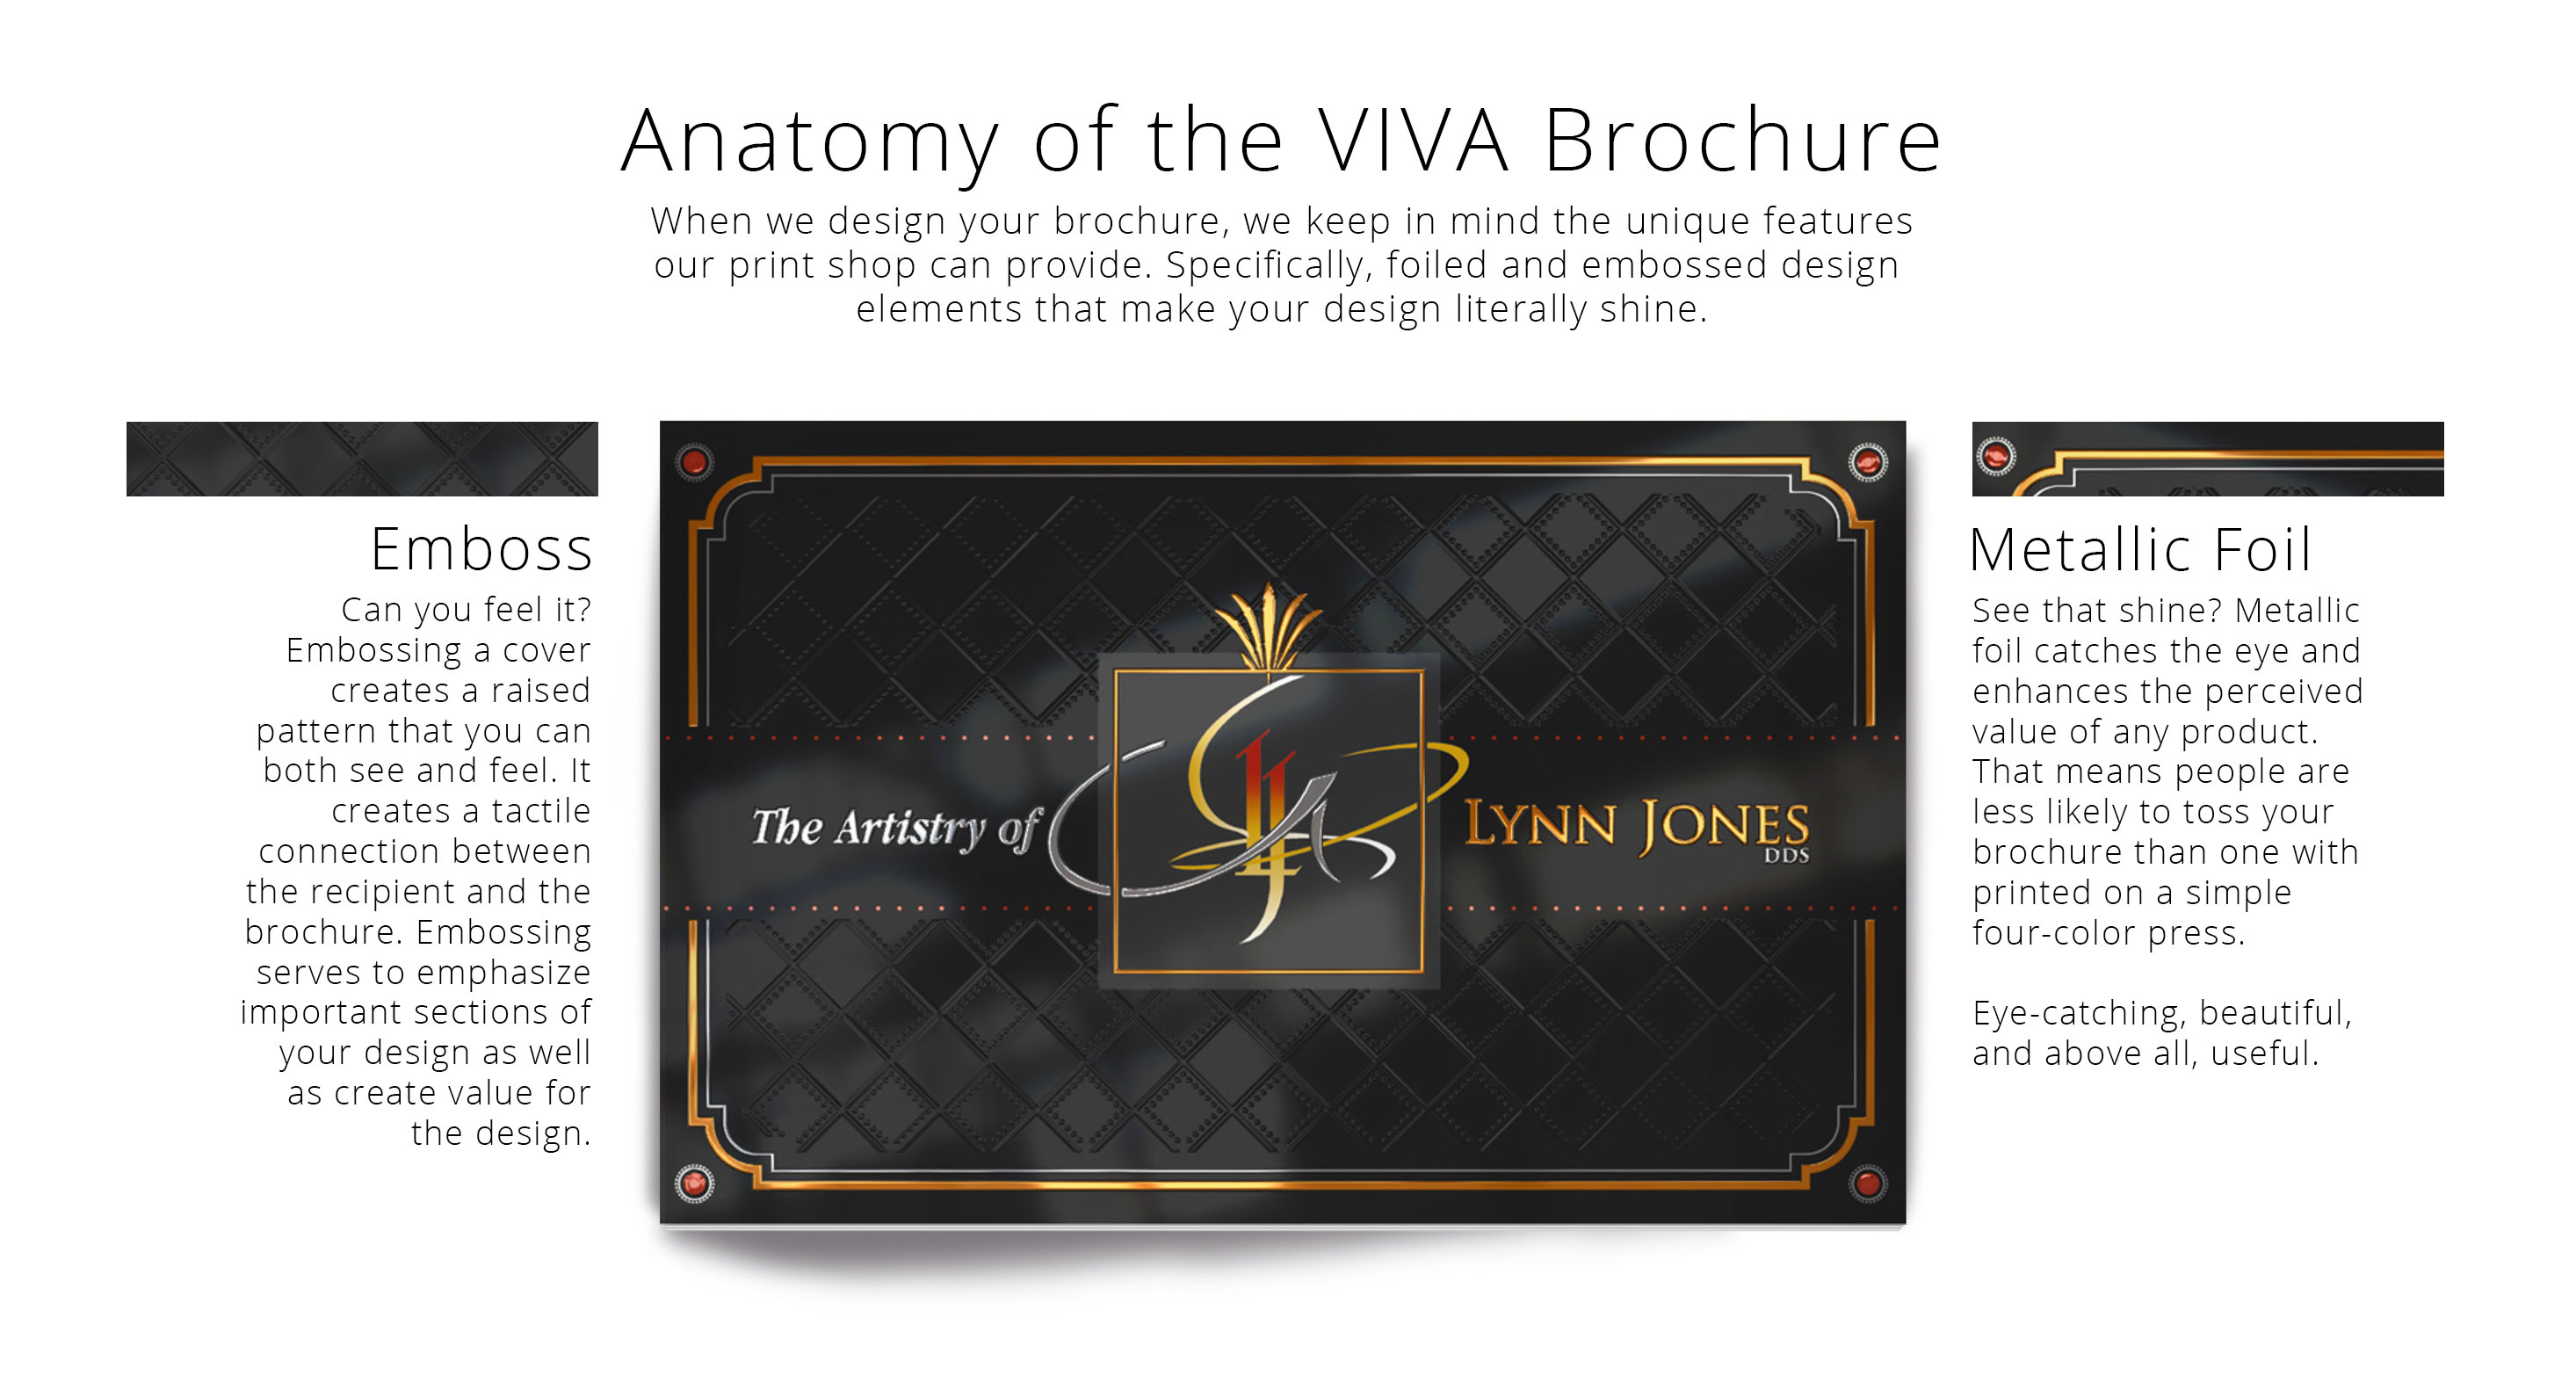 Anatomy of the VIVA Brochure
When we design your brochure, we keep in mind the unique features
our print shop can provide. Specifically, foiled and embossed design
elements that make your design literally shine.
Emboss
Can you feel it?
Embossing a cover
creates a raised
pattern that you can
both see and feel. It
creates a tactile
connection between
the recipient and the
brochure. Embossing
serves to emphasize
important sections of
your design as well
as create value for
the design.
The Artistry of
LYNN JONES
DDS
Metallic Foil
See that shine? Metallic
foil catches the eye and
enhances the perceived
value of any product.
That means people are
less likely to toss your
brochure than one with
printed on a simple
four-color press.
Eye-catching, beautiful,
and above all, useful.